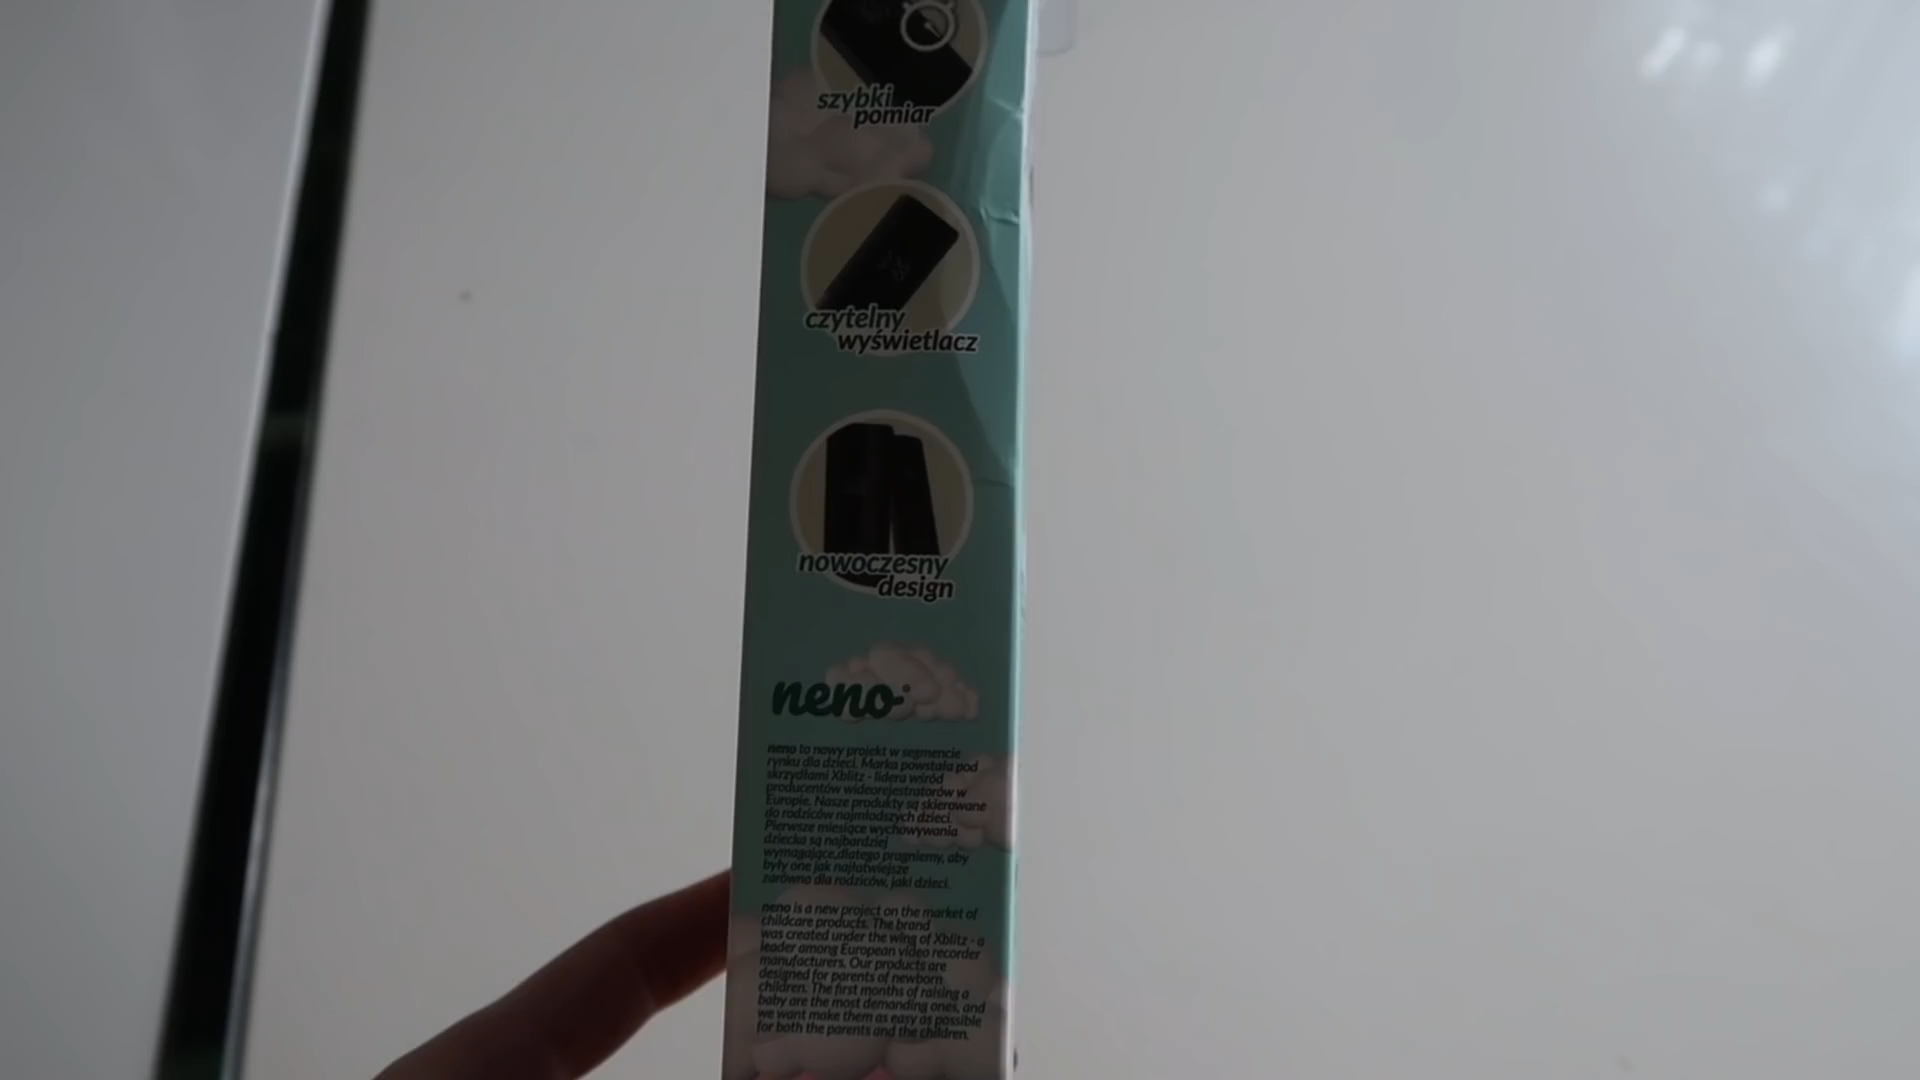 szybki
pomiar
czytelny
wyświetlacz
nowoczesny
design
neno
neno to nowy projekt w segmencie
rynku dla dzieci. Marka powstała pod
skrzydłami Xblitz - lidera wśród
producentów wideorejestratorów w
Europie. Nasze produkty są skierowane
do rodziców najmłodszych dzieci.
Pierwsze miesiące wychowywania
dziecka są najbardziej
wymagające,dlatego pragniemy, aby
były one jak najłatwiejsze
zarówno dla rodziców, jaki dzieci.
neno is a new project on the market of
childcare products. The brand
was created under the wing of Xblitz - a
leader among European video recorder
manufacturers. Our products are
designed for parents of newborn
children. The first months of raising a
baby are the most demanding ones, and
we want make them as easy as possible
for both the parents and the children.